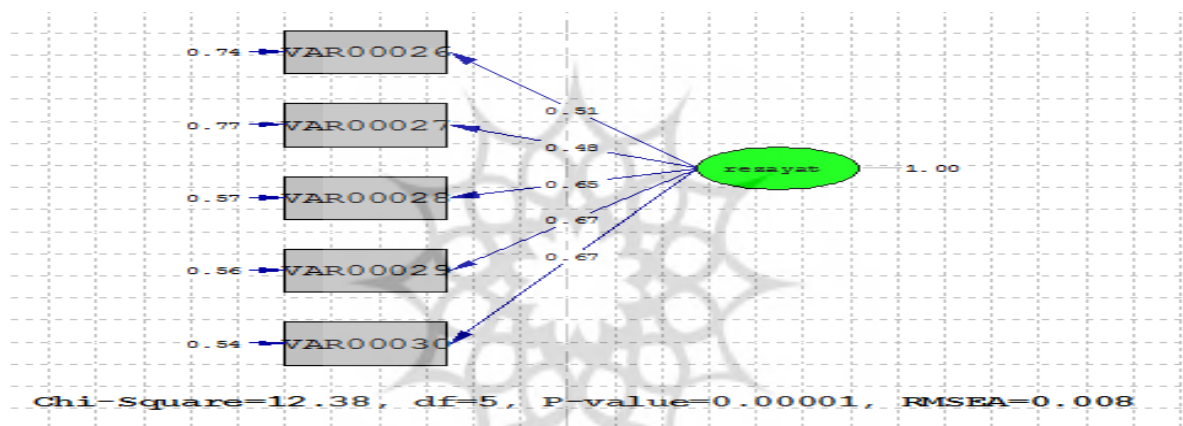 0.74 VAR00026
0.51
0.77 VAR00027
0.48
0.65
rezayat 1.00
0.57 VAR00028
0.67
0.56 VAR00029
0.67
0.54 VAR00030
Chi-Square=12.38, df=5, P-value=0.00001, RMSEA=0.008